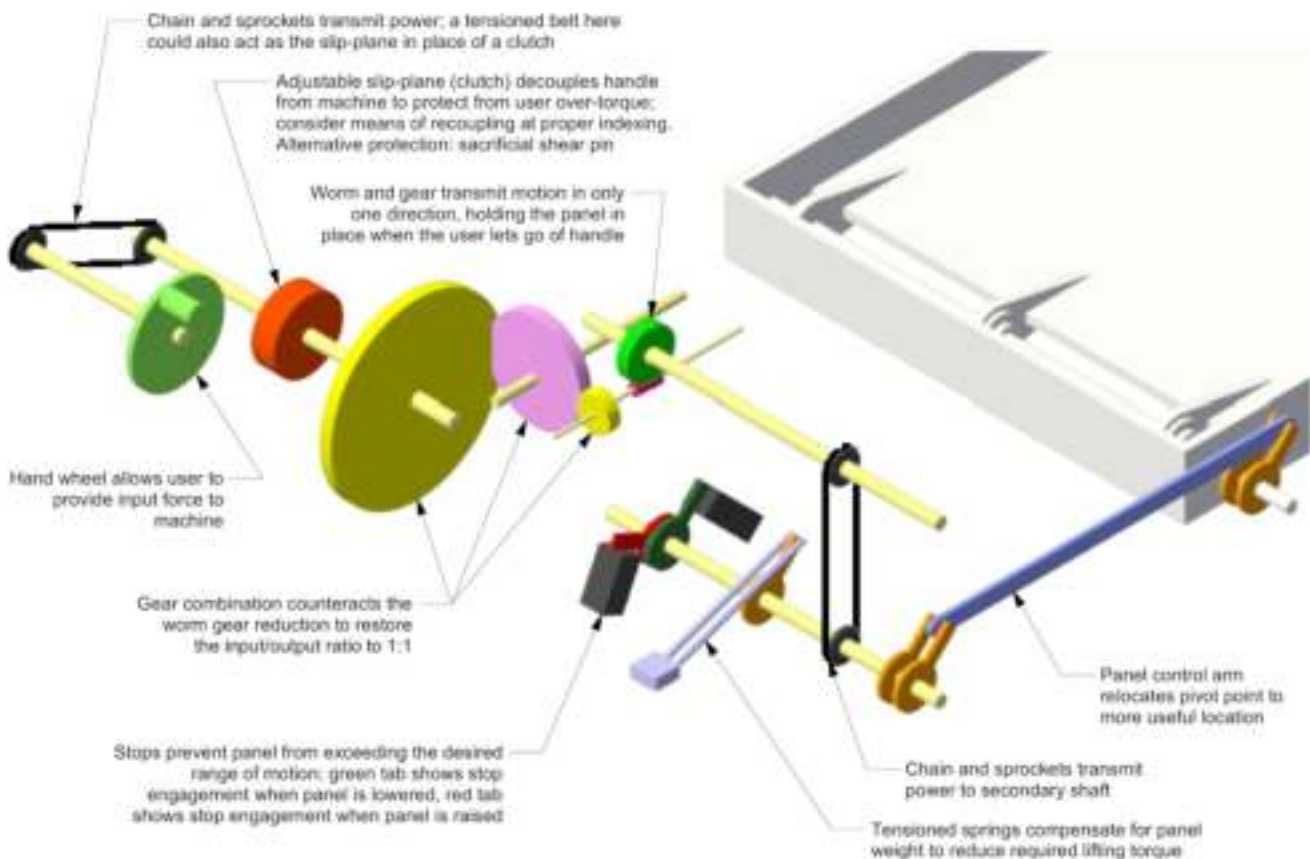 Chain and sprockets transmit power; a tensioned belt here
could also act as the slip-plane in place of a clutch
Adjustable slip-plane (clutch) decouples handle
from machine to protect from user over-torque;
consider means of recoupling at proper indexing.
Alternative protection: sacrificial shear pin
Worm and gear transmit motion in only
one direction, holding the panel in
place when the user lets go of handle
Hand wheel allows user to
provide input force to
machine
Gear combination counteracts the
worm gear reduction to restore
the input/output ratio to 1:1
Panel control arm
relocates pivot point to
more useful location
Stops prevent panel from exceeding the desired
range of motion; green tab shows stop
engagement when panel is lowered, red tab
shows stop engagement when panel is raised
Chain and sprockets transmit
power to secondary shaft
Tensioned springs compensate for panel
weight to reduce required lifting torque